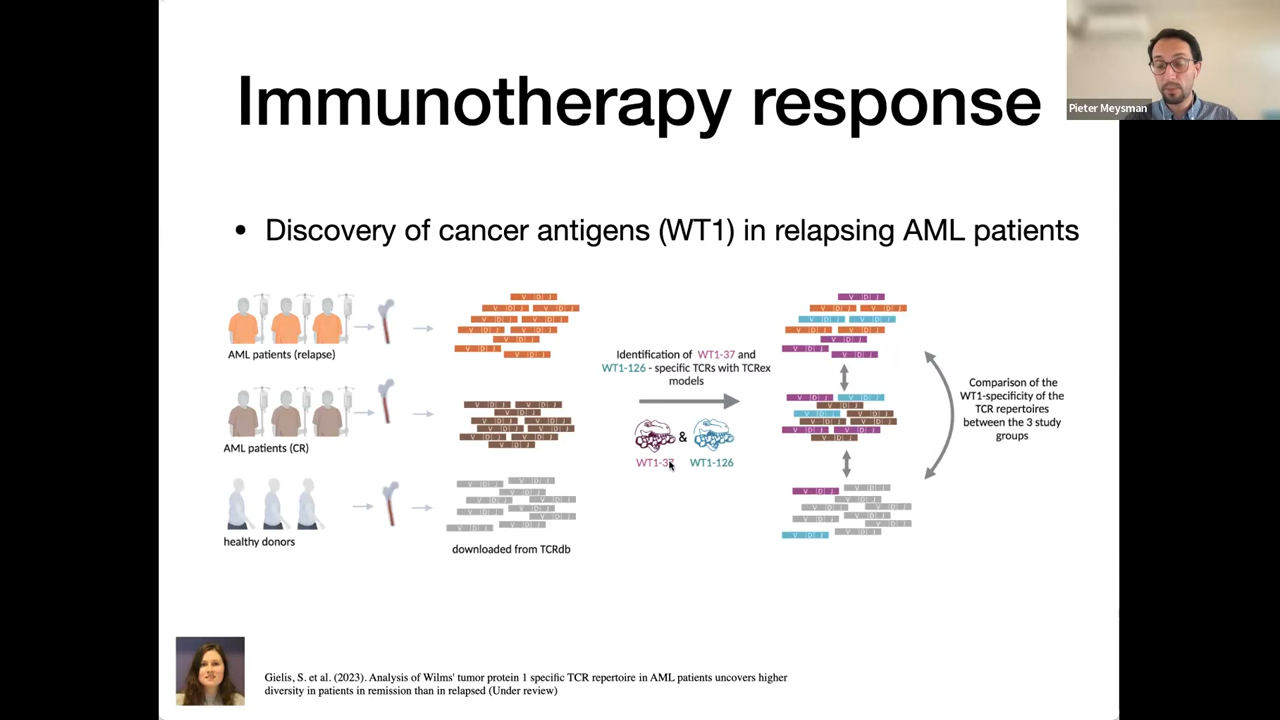 Immunotherapy response
Pieter Meysman
• Discovery of cancer antigens (WT1) in relapsing AML patients
AML patients (relapse)
AML patients (CR)
healthy donors
downloaded from TCRdb
Identification of WT1-37 and
WT1-126 - specific TCRs with TCRex
models
&
WT1-37
WT1-126
Comparison of the
WT1-specificity of the
TCR repertoires
between the 3 study
groups
Gielis, S. et al. (2023). Analysis of Wilms' tumor protein 1 specific TCR repertoire in AML patients uncovers higher
diversity in patients in remission than in relapsed (Under review)